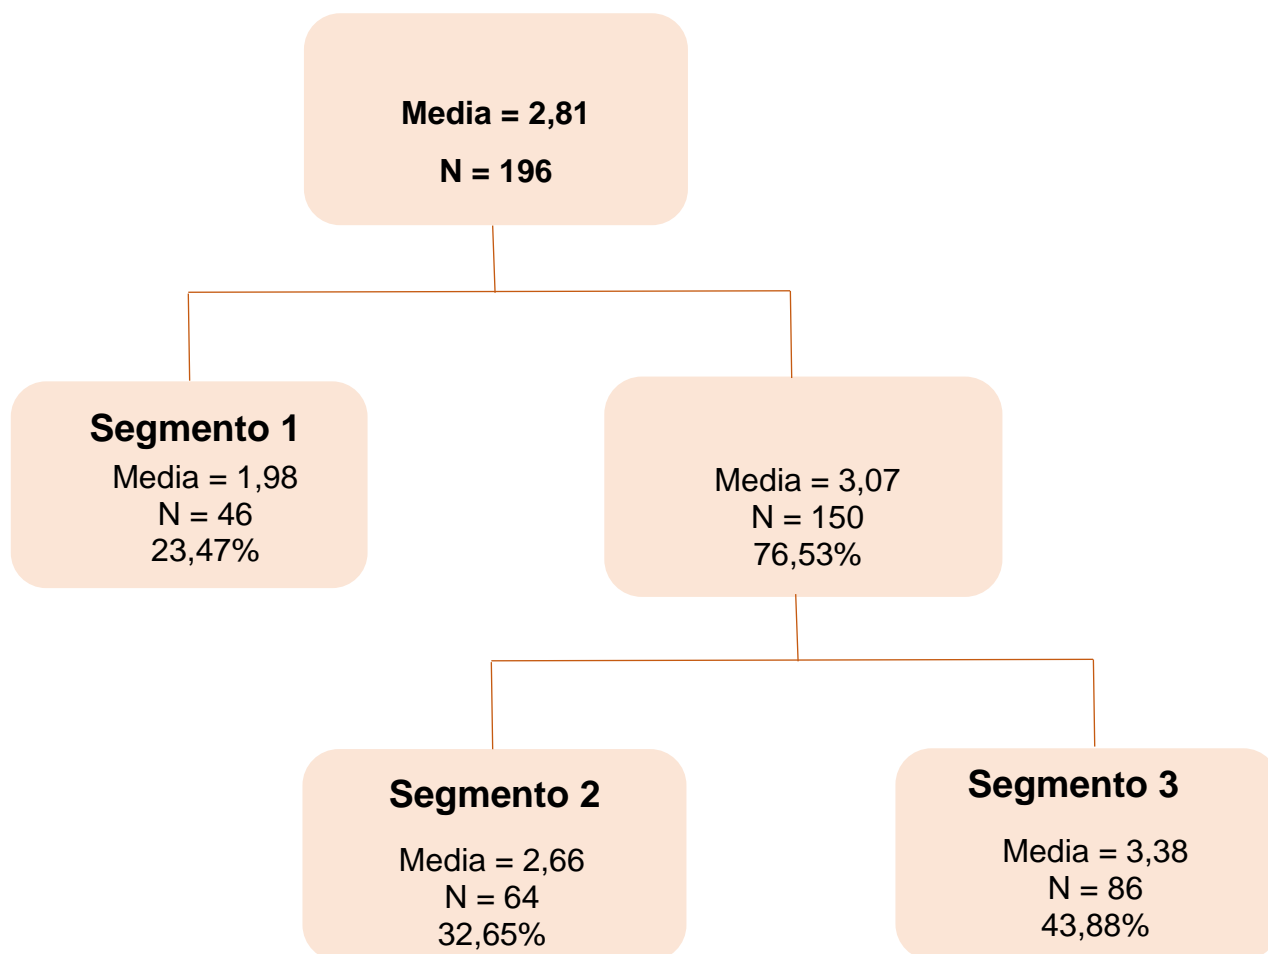 Media = 2,81
N = 196
Segmento 1
Media = 1,98
N = 46
23,47%
Media = 3,07
N = 150
76,53%
Segmento 2
Media = 2,66
N = 64
32,65%
Segmento 3
Media = 3,38
N = 86
43,88%